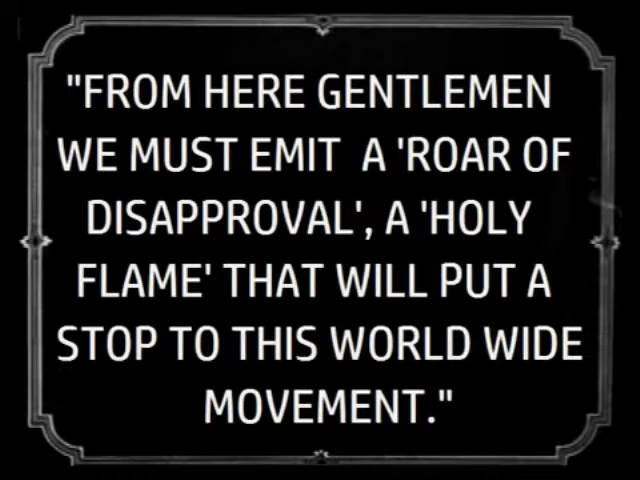 "FROM HERE GENTLEMEN
WE MUST EMIT A 'ROAR OF
DISAPPROVAL', A 'HOLY
FLAME' THAT WILL PUT A
STOP TO THIS WORLD WIDE
MOVEMENT."